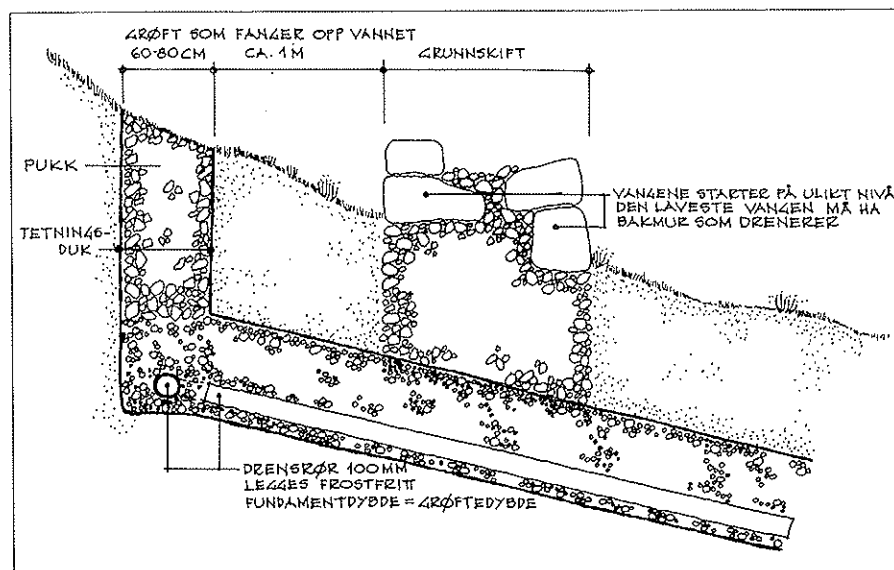 GRØFT SOM FANGER OPP VANNET
60-80CM CA. 1M GRUNNSKIFT
PUKK
TETNINGS-
DUK
VANGENE STARTER PÅ ULIKT NIVÅ
DEN LAVESTE VANGEN MÅ HA
BAKMUR SOM DRENERER
DRENSRØR 100MM
LEGGES FROSTFRITT
FUNDAMENTDYBDE = GRØFTEDYBDE